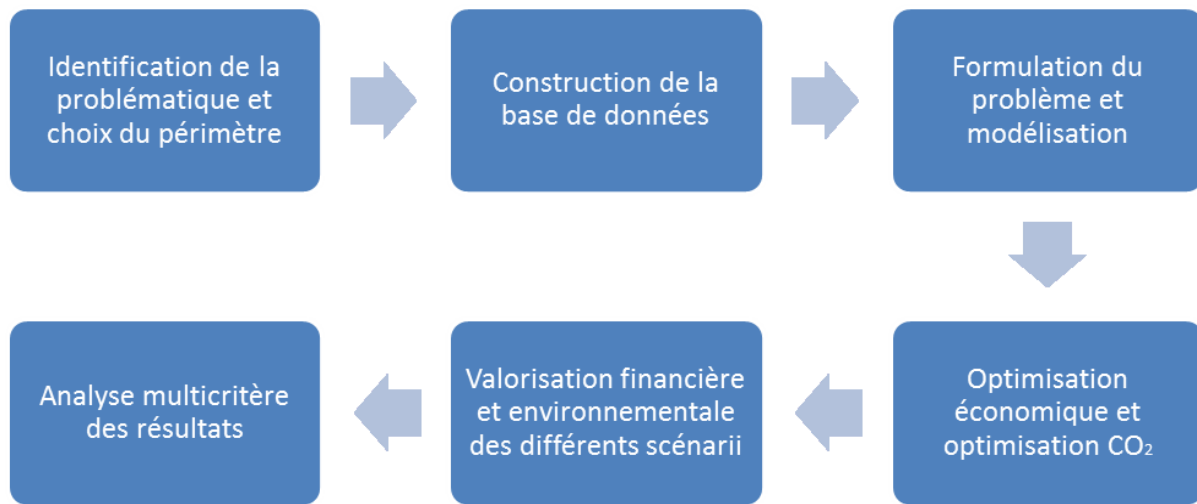 Identification de la
problématique et
choix du périmètre
Construction de la
base de données
Formulation du
problème et
modélisation
Optimisation
économique et
optimisation CO₂
Valorisation financière
et environnementale
des différents scénarii
Analyse multicritère
des résultats